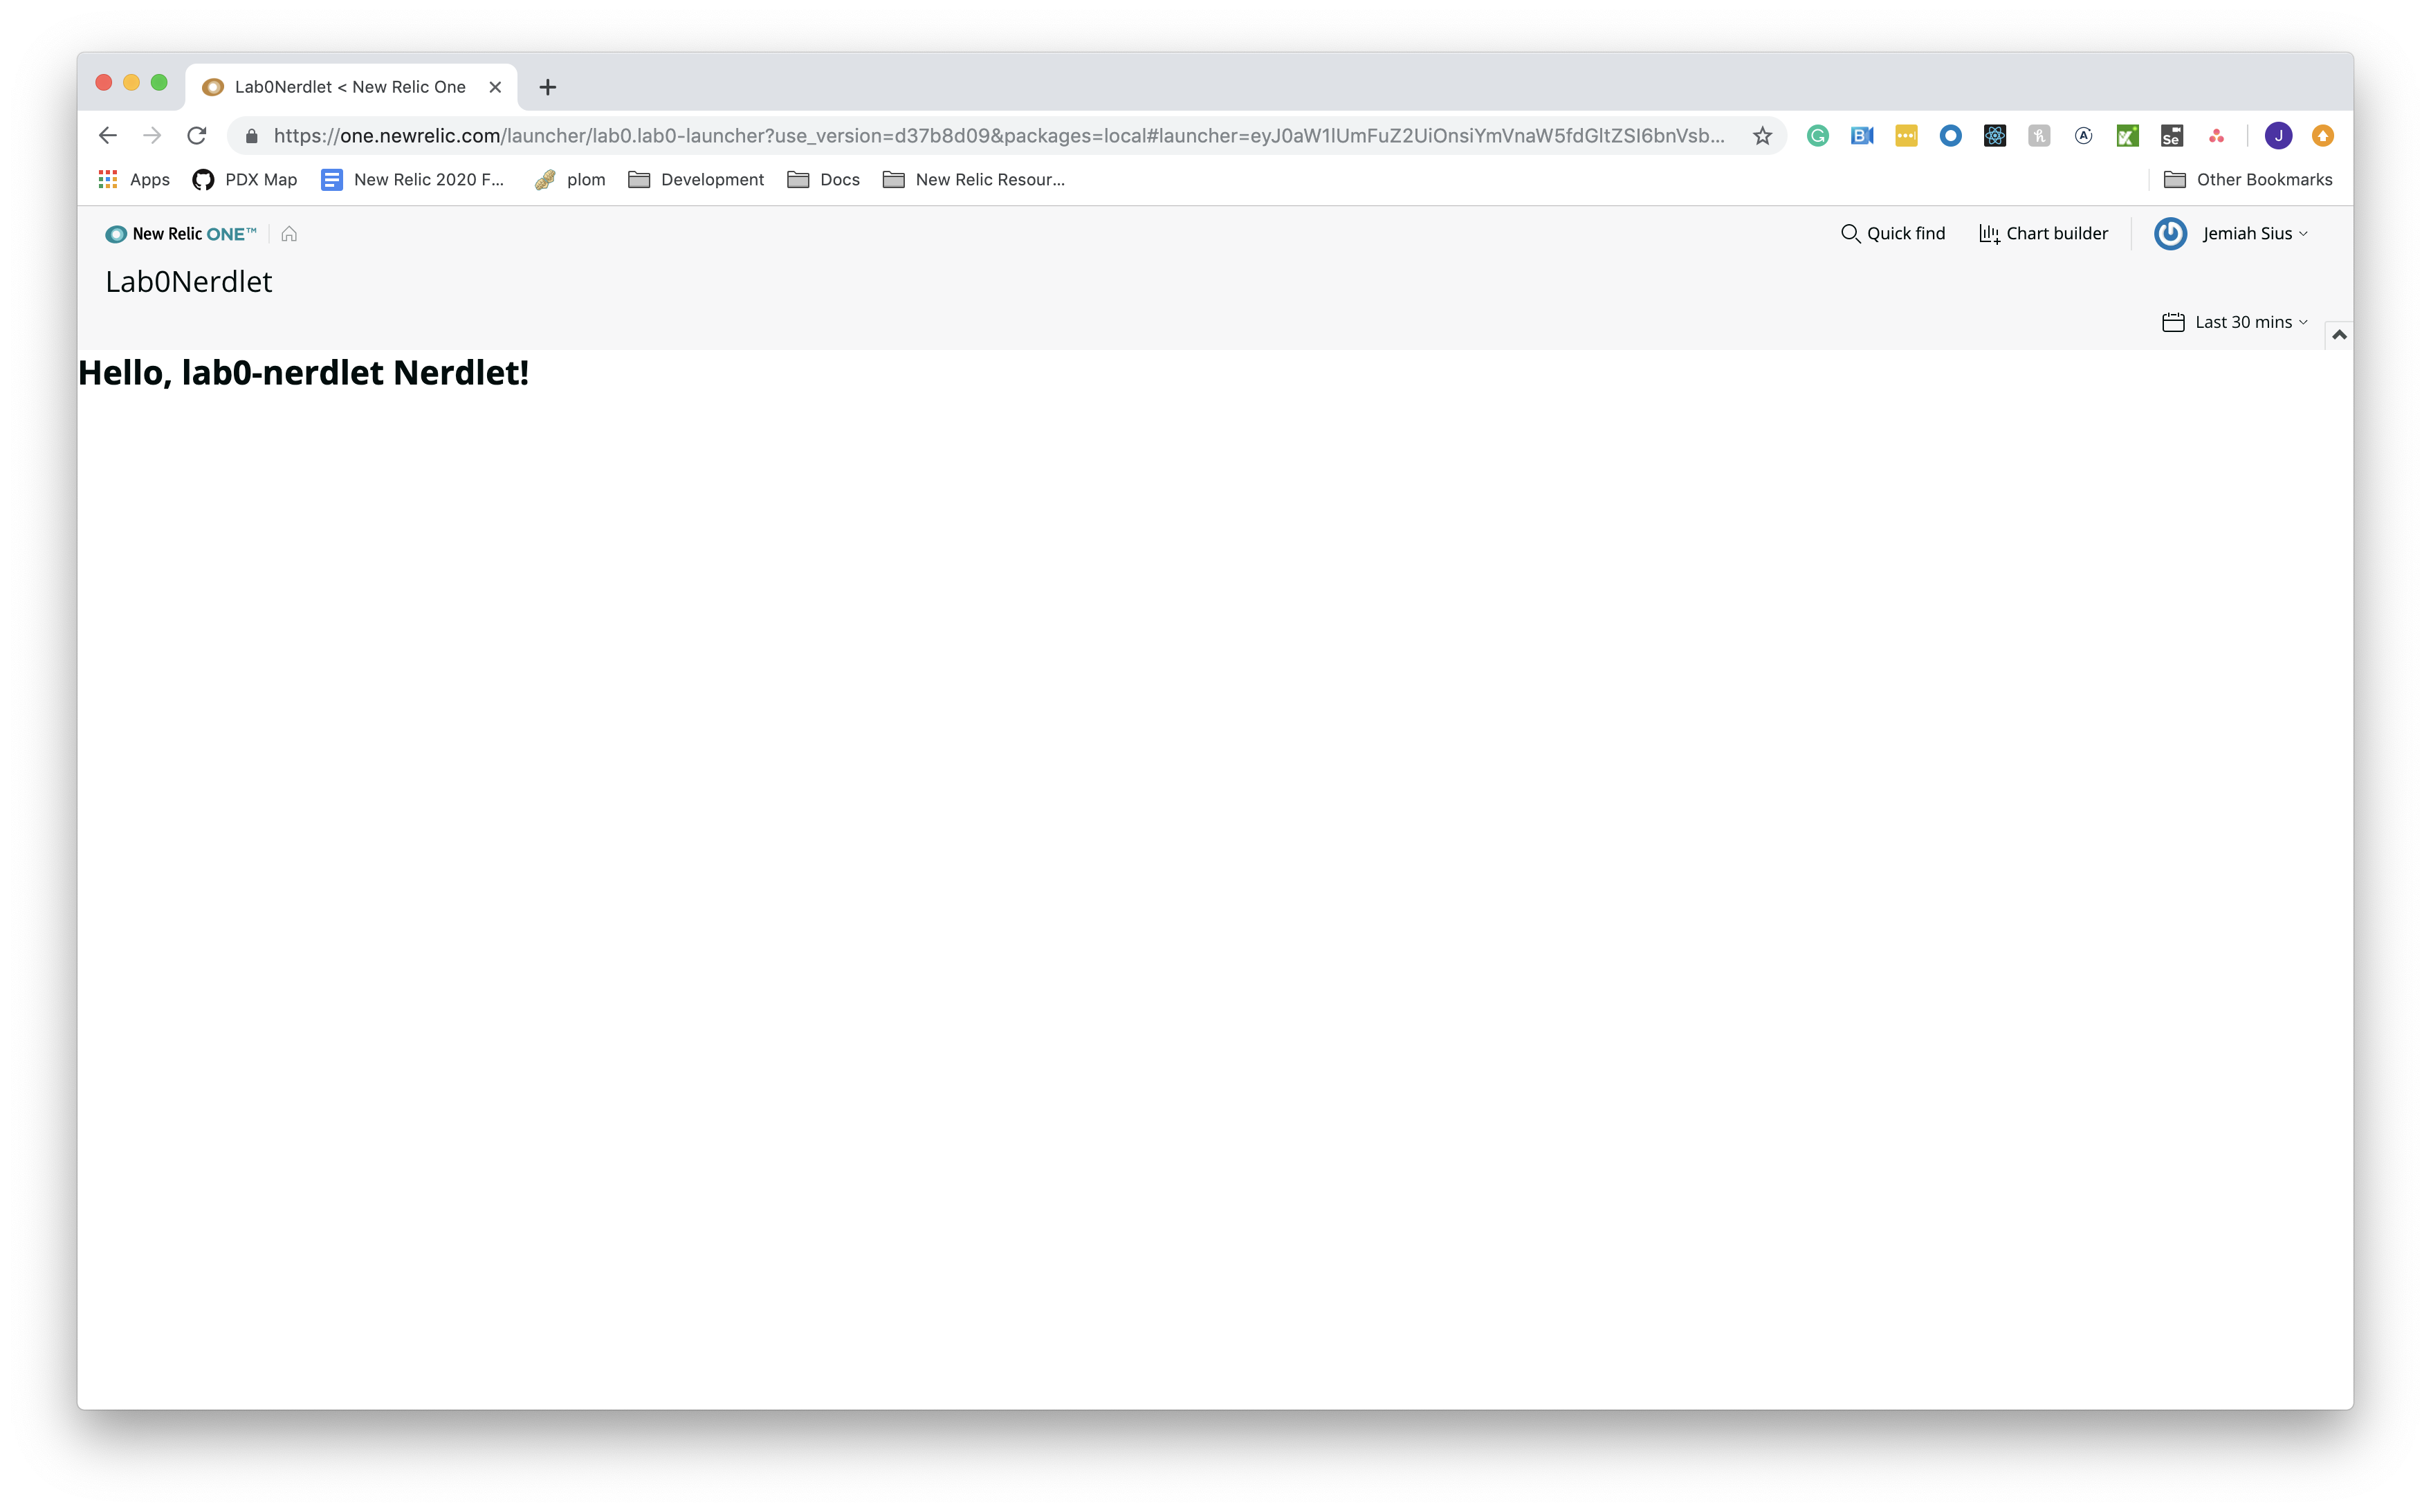 Lab0Nerdlet < New Relic One
https://one.newrelic.com/launcher/lab0.lab0-launcher?use_version=d37b8d09&packages=local#launcher=eyJ0aW1lUmFuZ2UiOnsiYmVnaW5fdGltZSI6bnVsb...
Apps PDX Map New Relic 2020 F... plom Development Docs New Relic Resour... Other Bookmarks
New Relic ONE™ Quick find Chart builder Jemiah Sius
Lab0Nerdlet
Last 30 mins
Hello, lab0-nerdlet Nerdlet!